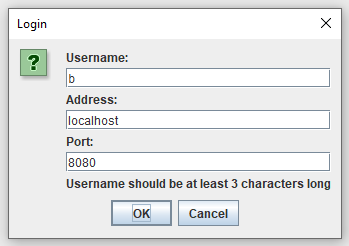 Login
?
Username:
b
Address:
localhost
Port:
8080
Username should be at least 3 characters long
OK
Cancel